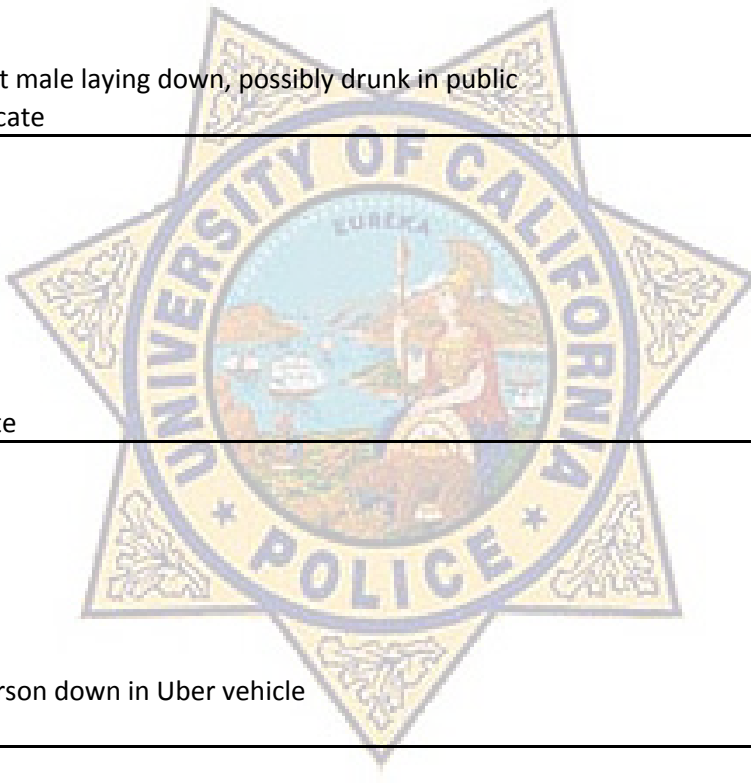 t male laying down, possibly drunk in public
cate
UNIVERSITY OF CALIFORNIA
EUREKA
te
POLICE
rson down in Uber vehicle